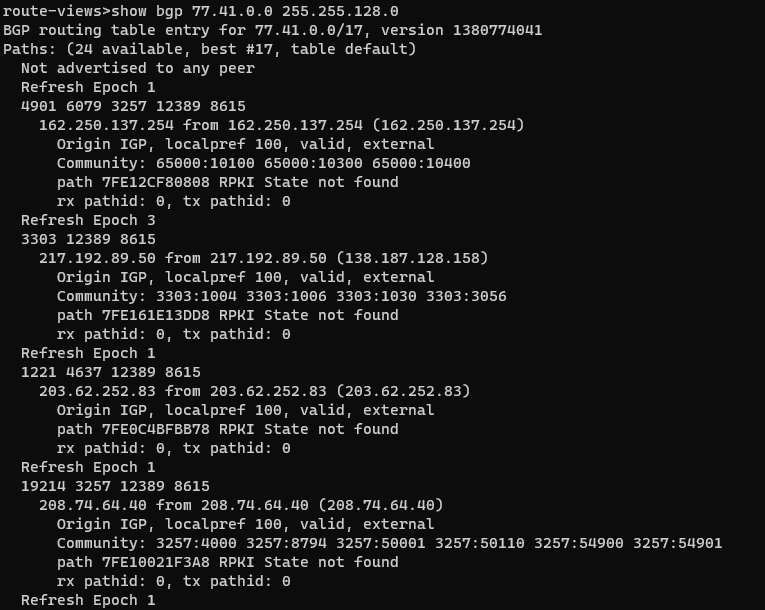 route-views>show bgp 77.41.0.0 255.255.128.0
BGP routing table entry for 77.41.0.0/17, version 1380774041
Paths: (24 available, best #17, table default)
  Not advertised to any peer
  Refresh Epoch 1
  4901 6079 3257 12389 8615
    162.250.137.254 from 162.250.137.254 (162.250.137.254)
      Origin IGP, localpref 100, valid, external
      Community: 65000:10100 65000:10300 65000:10400
      path 7FE12CF80808 RPKI State not found
      rx pathid: 0, tx pathid: 0
  Refresh Epoch 3
  3303 12389 8615
    217.192.89.50 from 217.192.89.50 (138.187.128.158)
      Origin IGP, localpref 100, valid, external
      Community: 3303:1004 3303:1006 3303:1030 3303:3056
      path 7FE161E13DD8 RPKI State not found
      rx pathid: 0, tx pathid: 0
  Refresh Epoch 1
  1221 4637 12389 8615
    203.62.252.83 from 203.62.252.83 (203.62.252.83)
      Origin IGP, localpref 100, valid, external
      path 7FE0C4BFBB78 RPKI State not found
      rx pathid: 0, tx pathid: 0
  Refresh Epoch 1
  19214 3257 12389 8615
    208.74.64.40 from 208.74.64.40 (208.74.64.40)
      Origin IGP, localpref 100, valid, external
      Community: 3257:4000 3257:8794 3257:50001 3257:50110 3257:54900 3257:54901
      path 7FE10021F3A8 RPKI State not found
      rx pathid: 0, tx pathid: 0
  Refresh Epoch 1